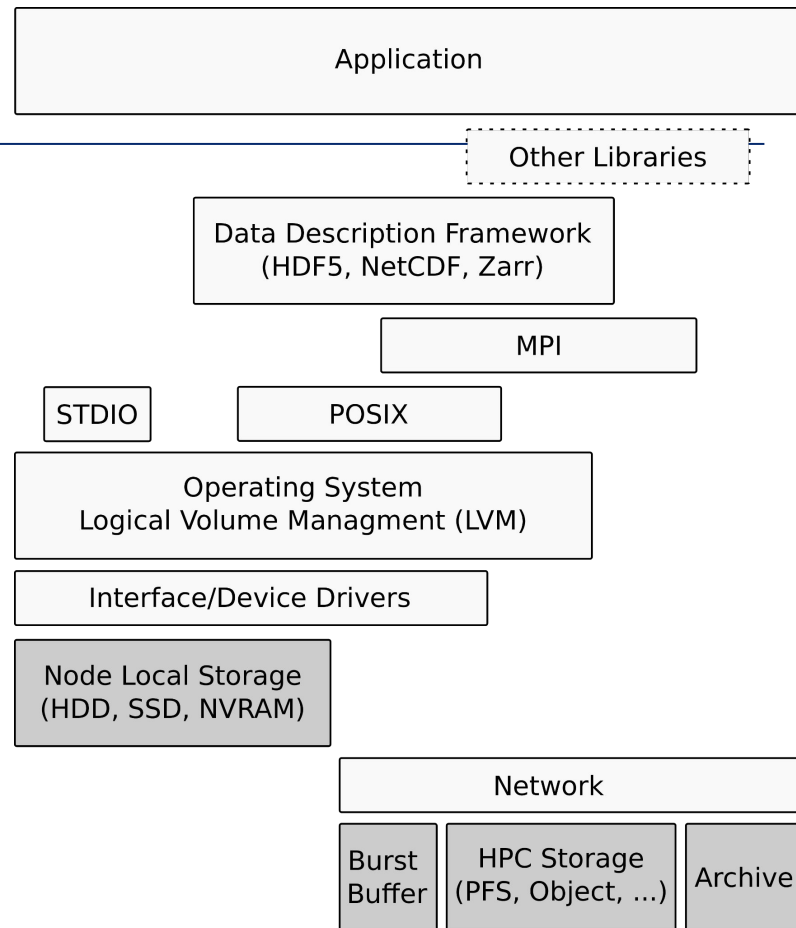 Application
Other Libraries
Data Description Framework
(HDF5, NetCDF, Zarr)
MPI
STDIO
POSIX
Operating System
Logical Volume Managment (LVM)
Interface/Device Drivers
Node Local Storage
(HDD, SSD, NVRAM)
Network
Burst
Buffer
HPC Storage
(PFS, Object, ...)
Archive